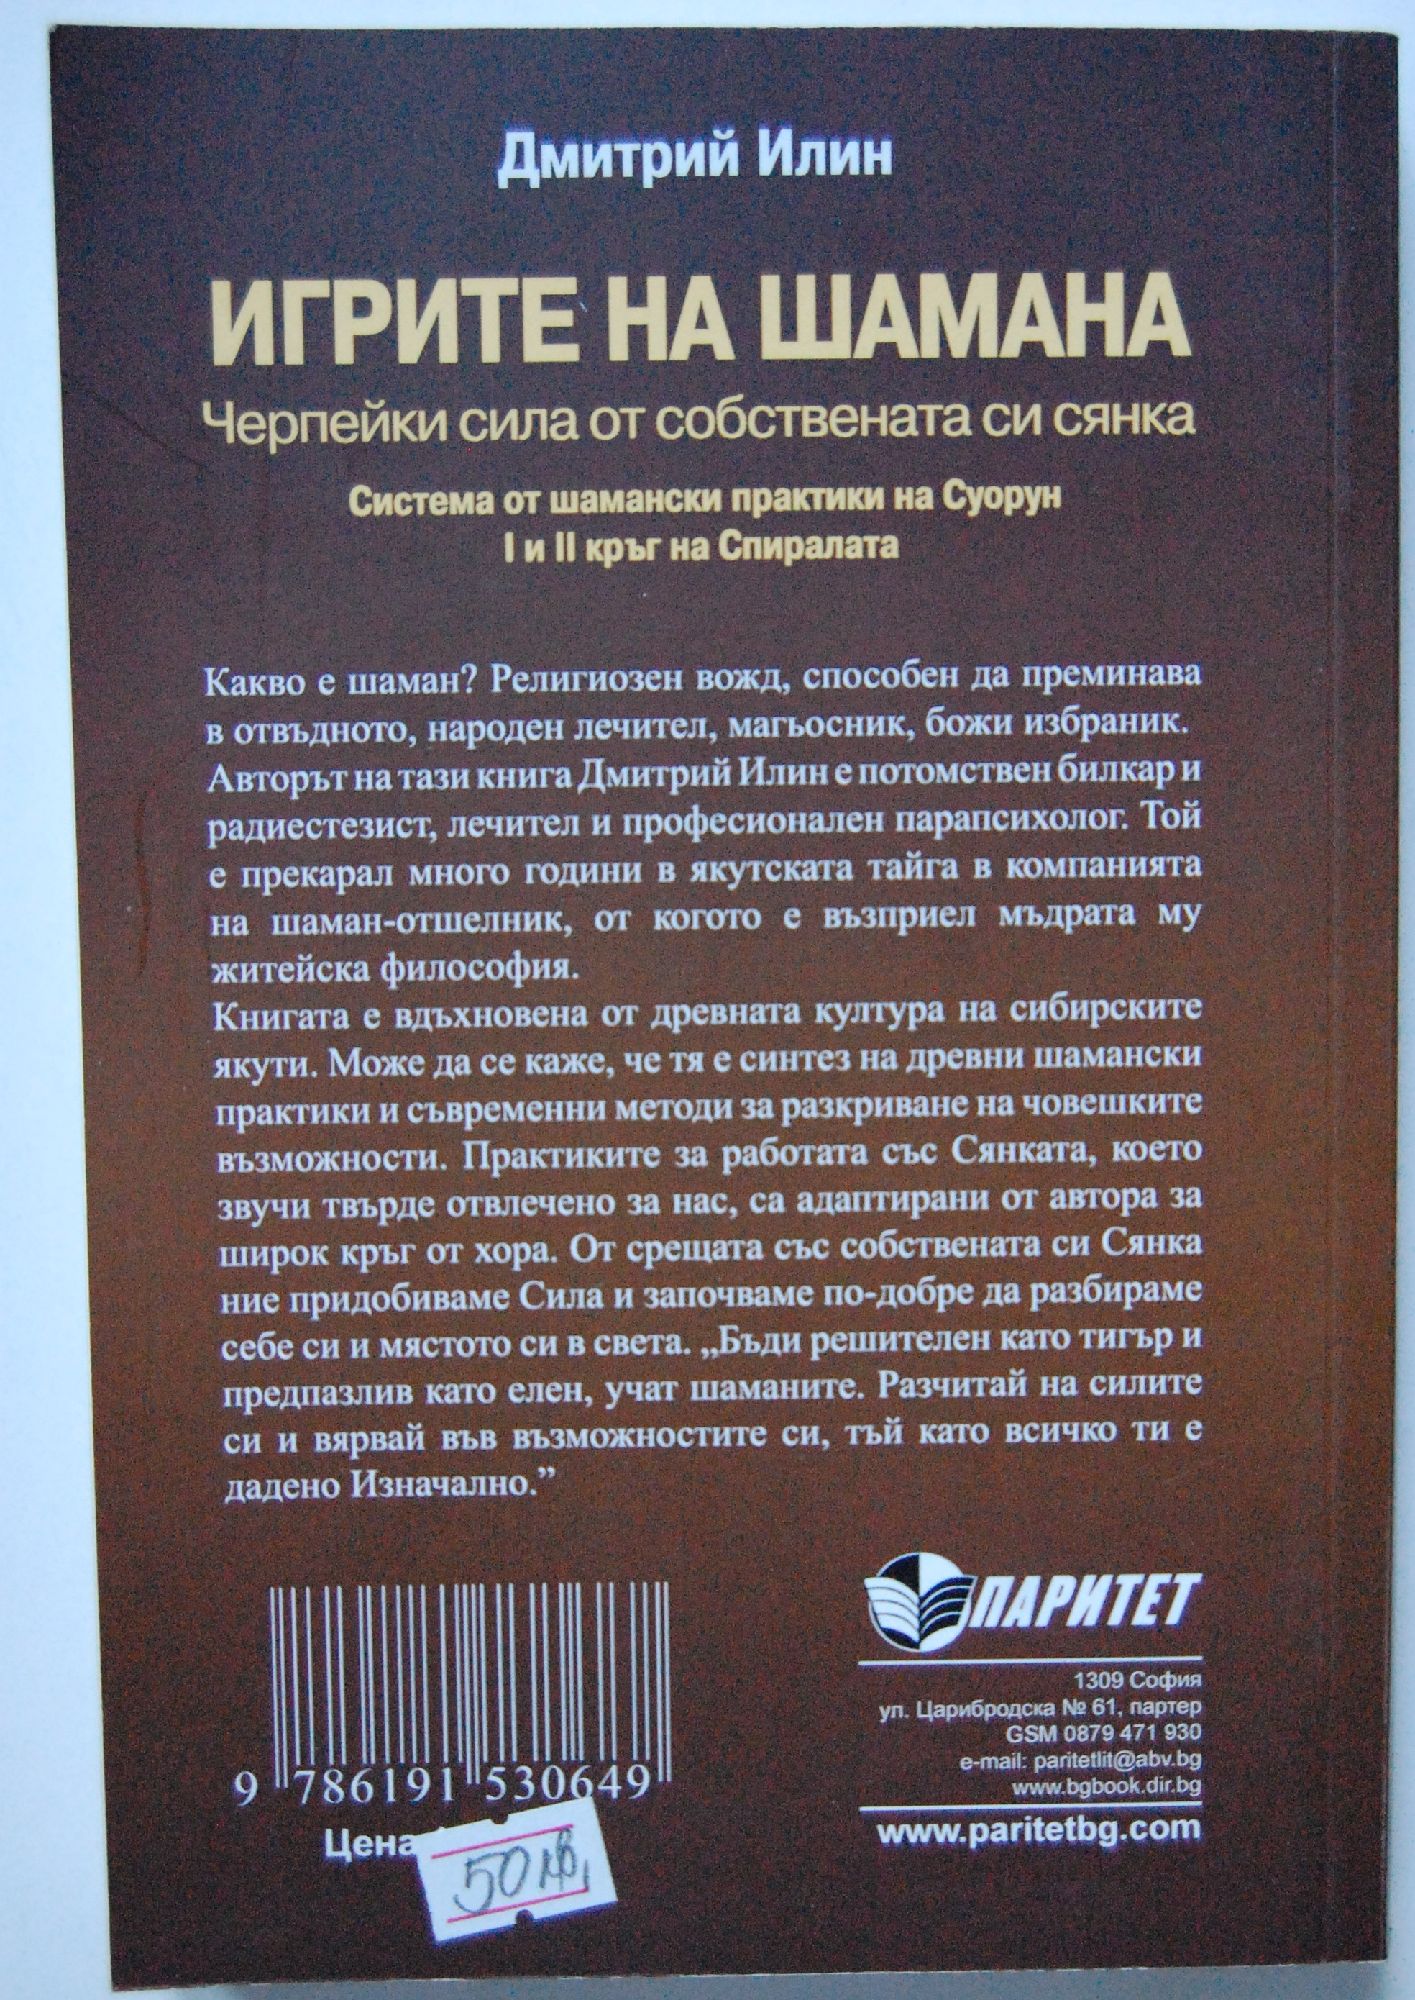 Дмитрий Илин
ИГРИТЕ НА ШАМАНА
Черпейки сила от собствената си сянка
Система от шамански практики на Суорун
I и II кръг на Спиралата
Какво е шаман? Религиозен вожд, способен да преминава
в отвъдното, народен лечител, магьосник, божи избраник.
Авторът на тази книга Дмитрий Илин е потомствен билкар и
радиестезист, лечител и професионален парапсихолог. Той
е прекарал много години в якутската тайга в компанията
на шаман-отшелник, от когото е възприел мъдрата му
житейска философия.
Книгата е вдъхновена от древната култура на сибирските
якути. Може да се каже, че тя е синтез на древни шамански
практики и съвременни методи за разкриване на човешките
възможности. Практиките за работата със Сянката, което
звучи твърде отвлечено за нас, са адаптирани от автора за
широк кръг от хора. От срещата със собствената си Сянка
ние придобиваме Сила и започваме по-добре да разбираме
себе си и мястото си в света. „Бъди решителен като тигър и
предпазлив като елен, учат шаманите. Разчитай на силите
си и вярвай във възможностите си, тъй като всичко ти е
дадено Изначално.”
ПАРИТЕТ
1309 София
ул. Царибродска № 61, партер
GSM 0879 471 930
e-mail: paritetlit@abv.bg
www.bgbook.dir.bg
www.paritetbg.com
9 786191 530649
Цена
50 лв.